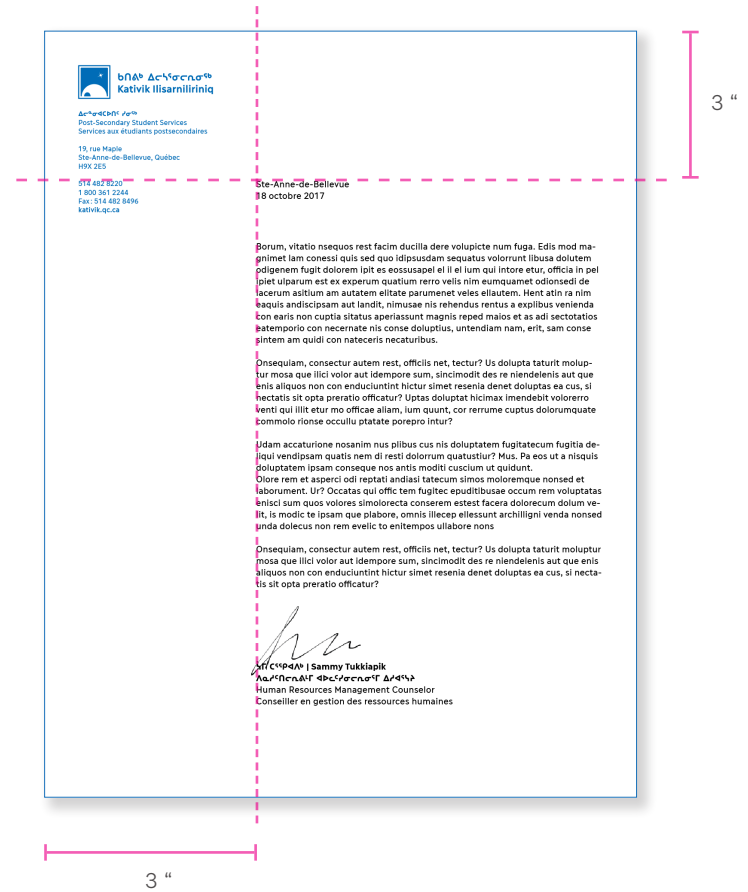 ᑲᑎᕕᒃ ᐃᓕᓴᕐᓂᓕᕆᓂᖅ
Kativik Ilisarniliriniq
Post-Secondary Student Services
Services aux étudiants postsecondaires
19, rue Maple
Ste-Anne-de-Bellevue, Québec
H9X 2E5
514 482 8220
1 800 361 2244
Fax : 514 482 8496
kativik.qc.ca
3 “
Ste-Anne-de-Bellevue
18 octobre 2017
Borum, vitatio nsequos rest facim ducilla dere volupicte num fuga. Edis mod ma-
gnimet lam conessi quis sed quo idipsusdam sequatus volorrunt libusa dolutem
odigenem fugit dolorem ipit es eossusapel el il el ium qui intore etur, officia in pel
ipiet ulparum est ex experum quatium rerro velis nim eumquamet odionsedi de
lacerum asitium am autatem elitate parumenet veles ellautem. Hent atin ra nim
eaquis andiscipsam aut landit, nimusae nis rehendus rentus a explibus venienda
con earis non cuptia sitatus aperiassunt magnis reped maios et as adi sectotatios
eatemporio con necernate nis conse doluptius, untendiam nam, erit, sam conse
sintem am quidi con nateceris necaturibus.
Onsequiam, consectur autem rest, officiis net, tectur? Us dolupta taturit molup-
tur mosa que ilici volor aut idempore sum, sincimodit des re niendelenis aut que
enis aliquos non con enduciuntint hictur simet resenia denet doluptas ea cus, si
nectatis sit opta preratio officatur? Uptas doluptat hicimax imendebit volorerro
venti qui illit etur mo officae aliam, ium quunt, cor rerrume cuptus dolorumquate
commolo rionse occullu ptatate porepro intur?
Udam accaturione nosanim nus plibus cus nis doluptatem fugitatecum fugitia de-
liqui vendipsam quatis nem di resti dolorrum quatustiur? Mus. Pa eos ut a nisquis
doluptatem ipsam conseque nos antis moditi cuscium ut quidunt.
Olore rem et asperci odi reptati andiasi tatecum simos moloremque nonsed et
laborument. Ur? Occatas qui offic tem fugitec epuditibusae occum rem voluptatas
enisci sum quos volores simolorecta conserem estest facera dolorecum dolum ve-
lit, is modic te ipsam que plabore, omnis illecep ellessunt archilligni venda nonsed
unda dolecus non rem evelic to enitempos ullabore nons
Onsequiam, consectur autem rest, officiis net, tectur? Us dolupta taturit moluptur
mosa que ilici volor aut idempore sum, sincimodit des re niendelenis aut que enis
aliquos non con enduciuntint hictur simet resenia denet doluptas ea cus, si necta-
tis sit opta preratio officatur?
| Sammy Tukkiapik
Human Resources Management Counselor
Conseiller en gestion des ressources humaines
3 “